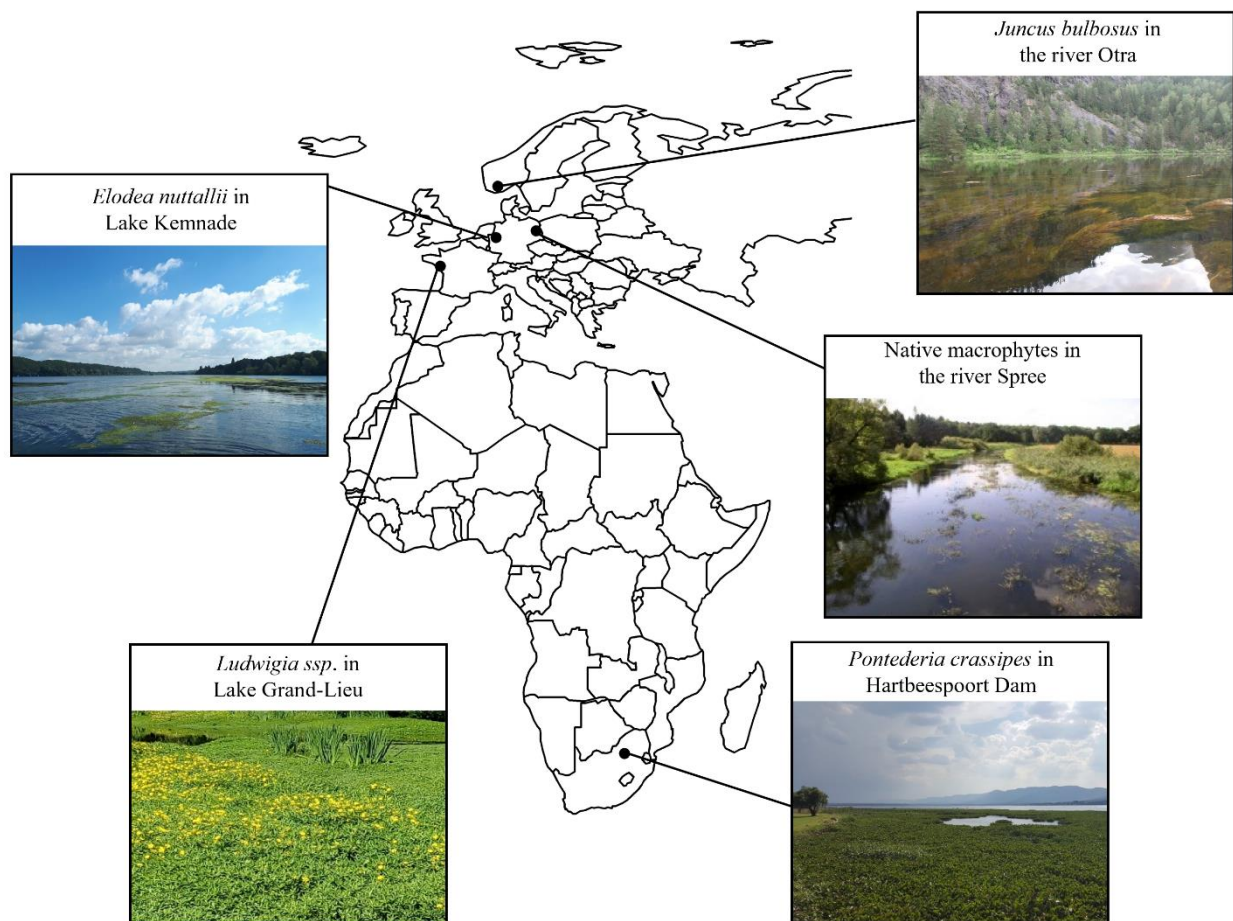 Juncus bulbosus in
the river Otra
Elodea nuttallii in
Lake Kemnade
Native macrophytes in
the river Spree
Ludwigia ssp. in
Lake Grand-Lieu
Pontederia crassipes in
Hartbeespoort Dam